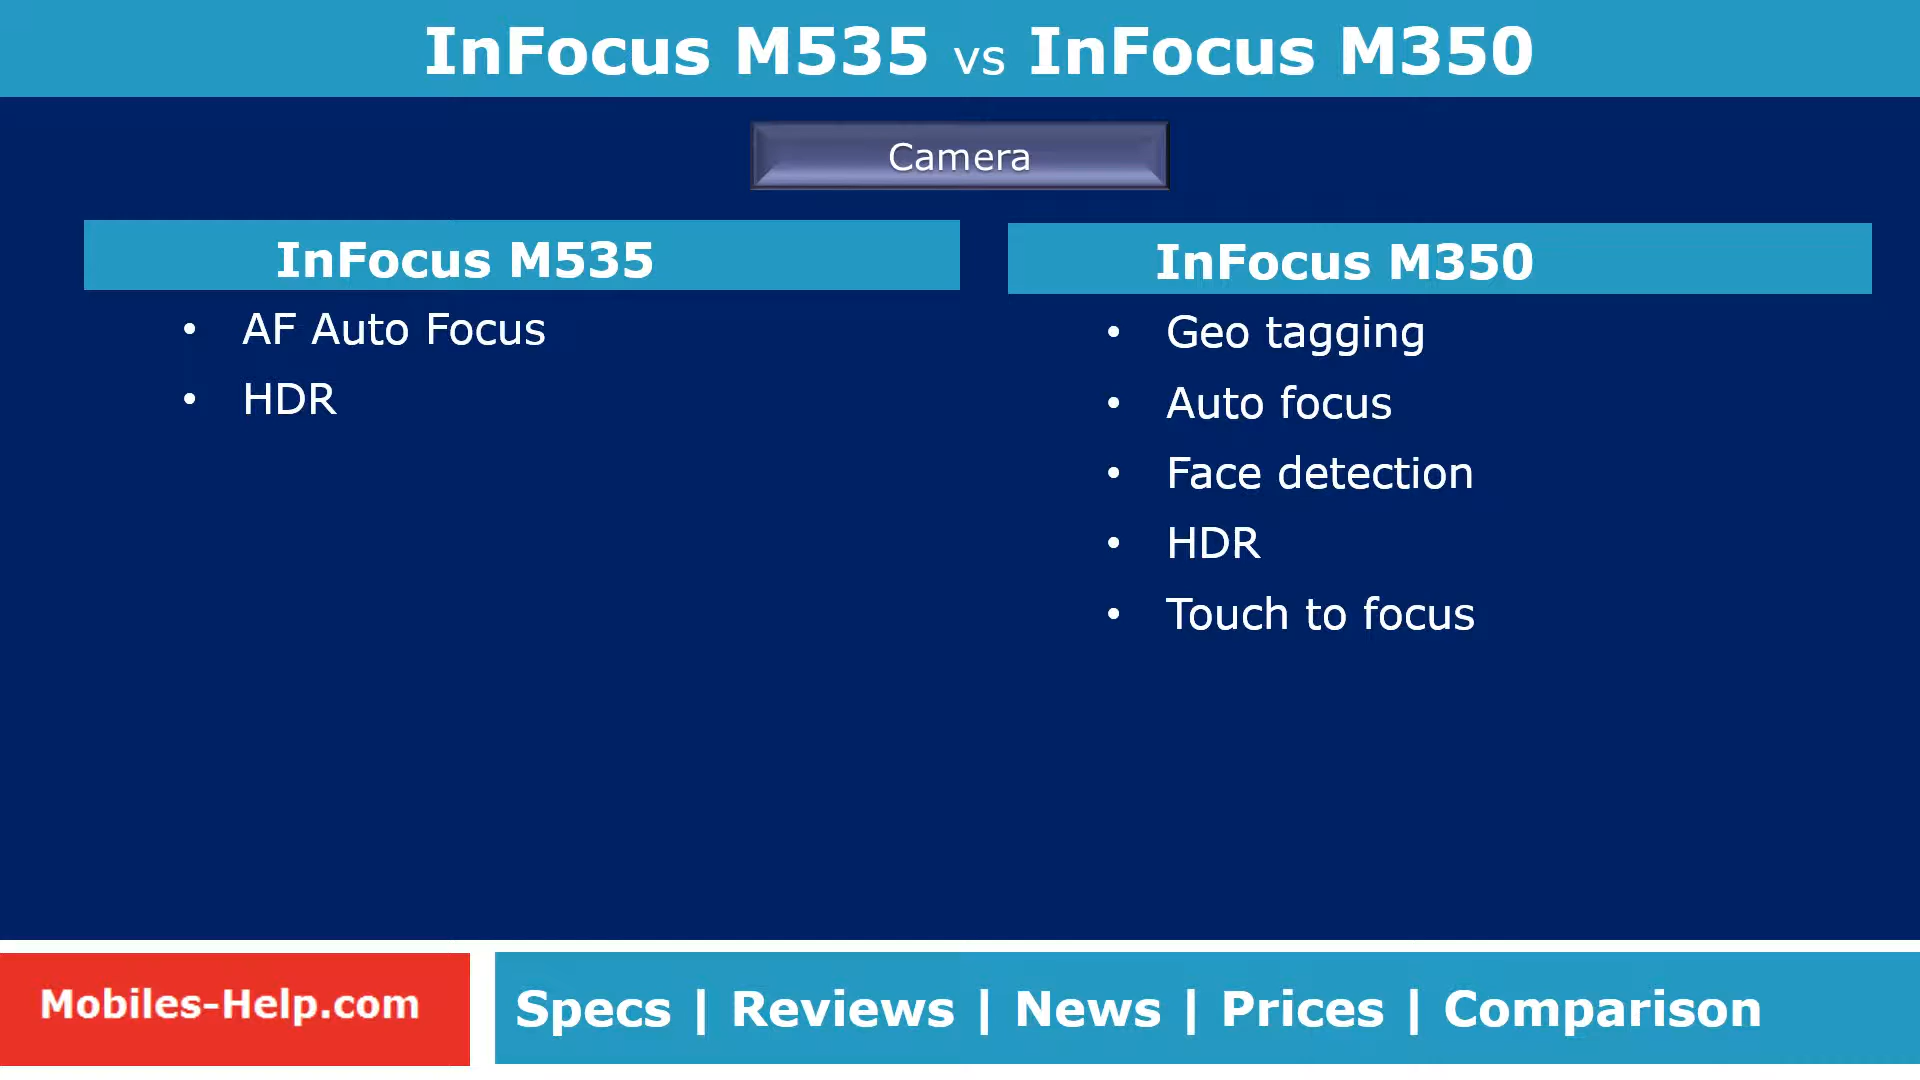 InFocus M535 vs InFocus M350
Camera
InFocus M535
• AF Auto Focus
• HDR
InFocus M350
• Geo tagging
• Auto focus
• Face detection
• HDR
• Touch to focus
Mobiles-Help.com
Specs | Reviews | News | Prices | Comparison